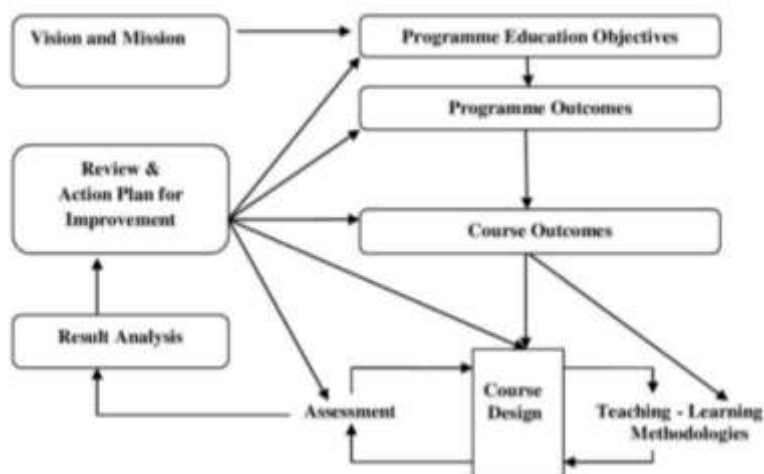 Vision and Mission
Programme Education Objectives
Programme Outcomes
Review &
Action Plan for
Improvement
Course Outcomes
Result Analysis
Assessment
Course
Design
Teaching - Learning
Methodologies